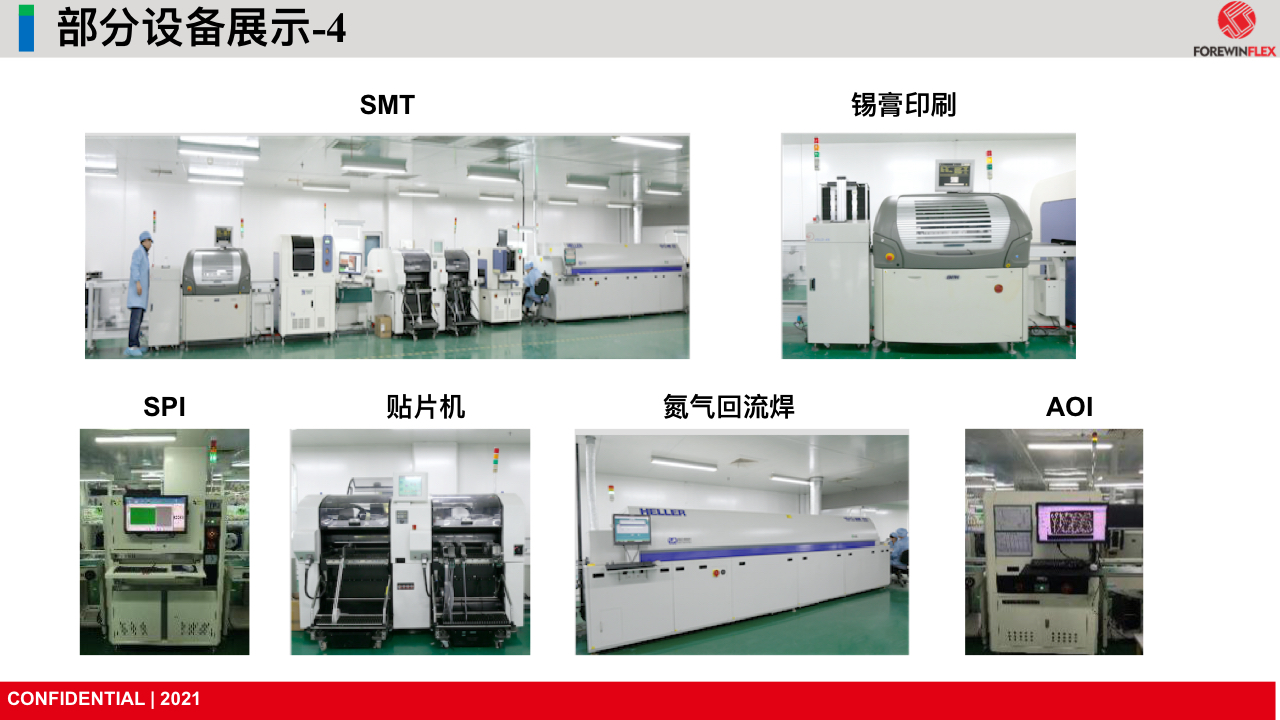 部分设备展示-4
FOREWINFLEX
SMT
锡膏印刷
SPI
贴片机
氮气回流焊
AOI
HELLER
CONFIDENTIAL | 2021